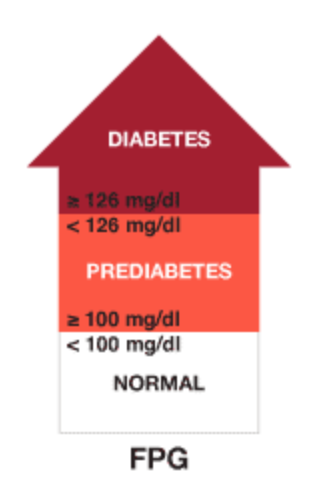 DIABETES
≥ 126 mg/dl
< 126 mg/dl
PREDIABETES
≥ 100 mg/dl
< 100 mg/dl
NORMAL
FPG